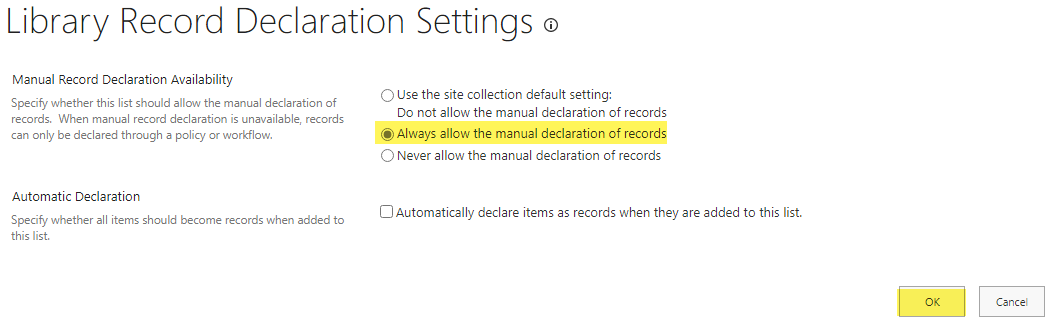 Library Record Declaration Settings
Manual Record Declaration Availability
Specify whether this list should allow the manual declaration of
records. When manual record declaration is unavailable, records
can only be declared through a policy or workflow.
Use the site collection default setting:
Do not allow the manual declaration of records
Always allow the manual declaration of records
Never allow the manual declaration of records
Automatic Declaration
Specify whether all items should become records when added to
this list.
Automatically declare items as records when they are added to this list.
OK
Cancel